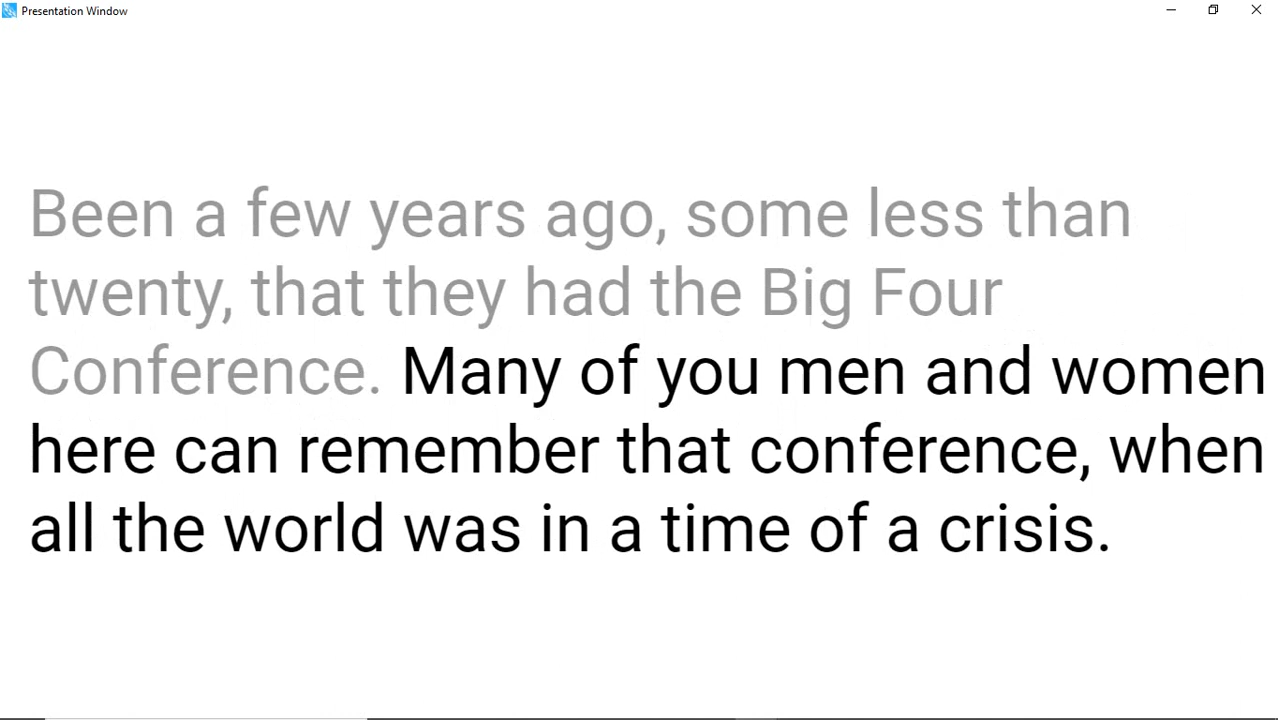 Presentation Window
Been a few years ago, some less than
twenty, that they had the Big Four
Conference. Many of you men and women
here can remember that conference, when
all the world was in a time of a crisis.